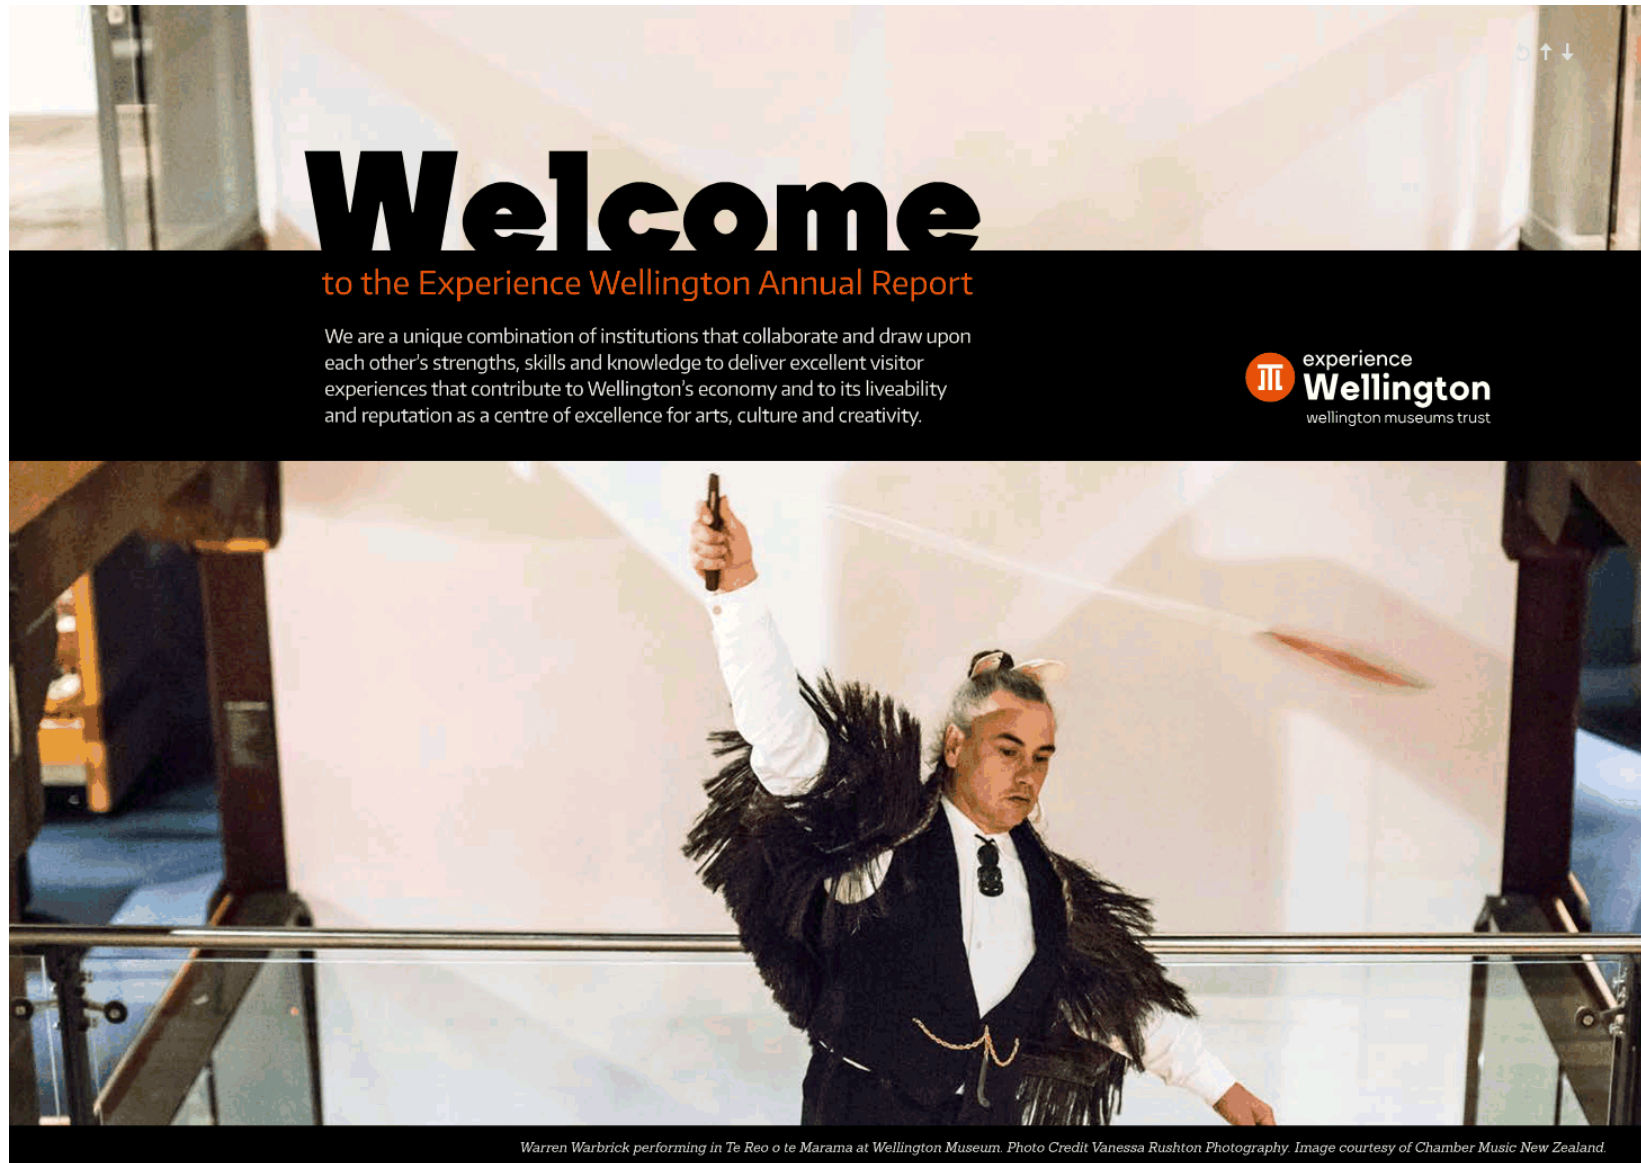 Welcome
to the Experience Wellington Annual Report
We are a unique combination of institutions that collaborate and draw upon
each other's strengths, skills and knowledge to deliver excellent visitor
experiences that contribute to Wellington's economy and to its liveability
and reputation as a centre of excellence for arts, culture and creativity.
experience
Wellington
wellington museums trust
Warren Warbrick performing in Te Reo o te Marama at Wellington Museum. Photo Credit Vanessa Rushton Photography. Image courtesy of Chamber Music New Zealand.